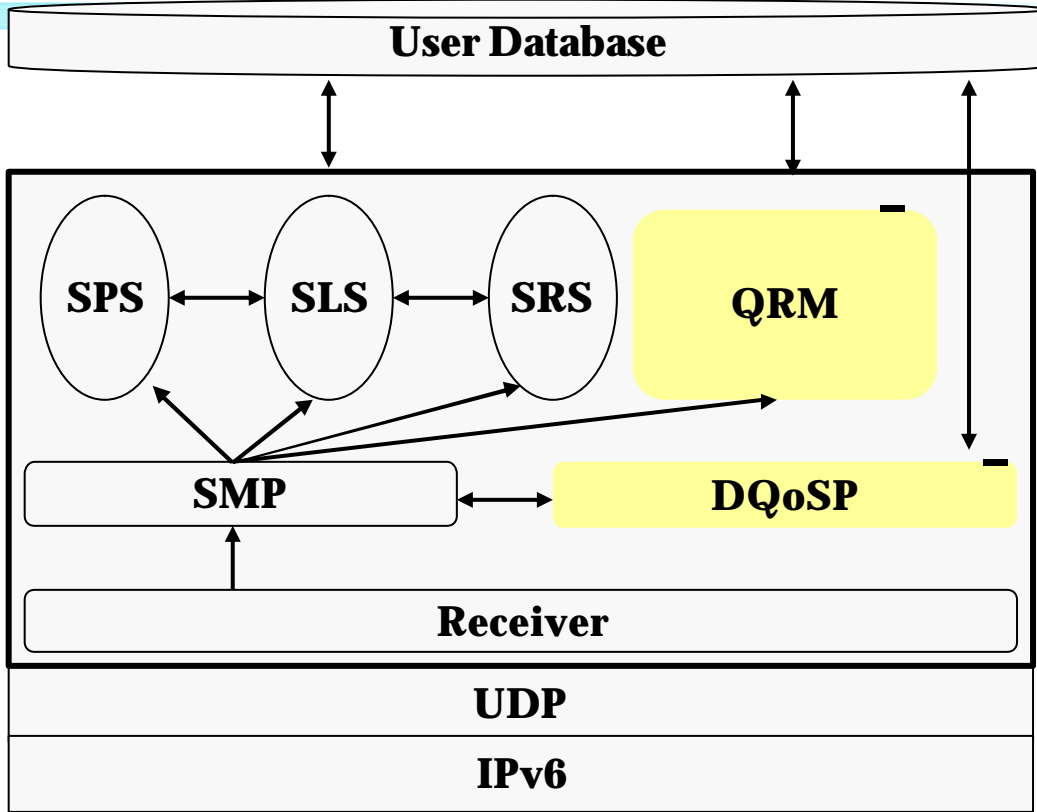 User Database
SPS
SLS
SRS
QRM
SMP
DQoSP
Receiver
UDP
IPv6